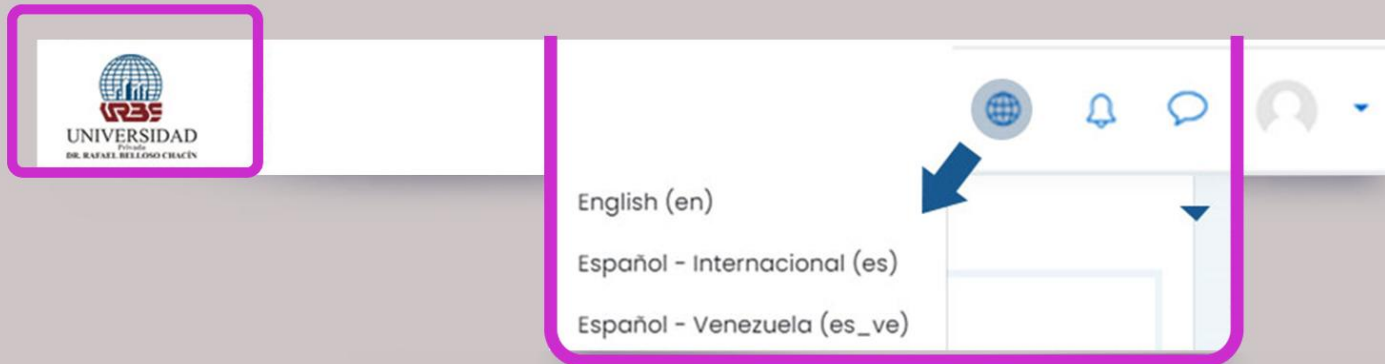 URBE
UNIVERSIDAD
Privada
DR. RAFAEL BELLOSO CHACÍN
English (en)
Español - Internacional (es)
Español - Venezuela (es_ve)